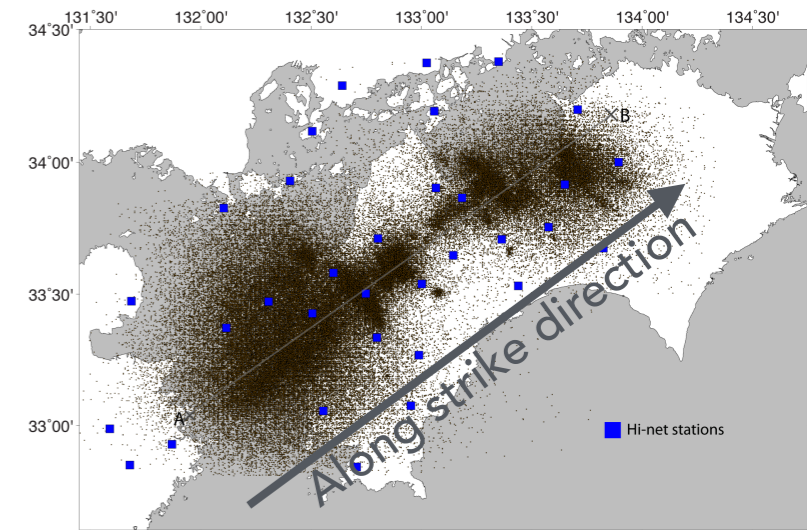 131˚30' 132˚00' 132˚30' 133˚00' 133˚30' 134˚00' 134˚30'
34˚30'
34˚00'
33˚30'
33˚00'
B
A
Along strike direction
Hi-net stations